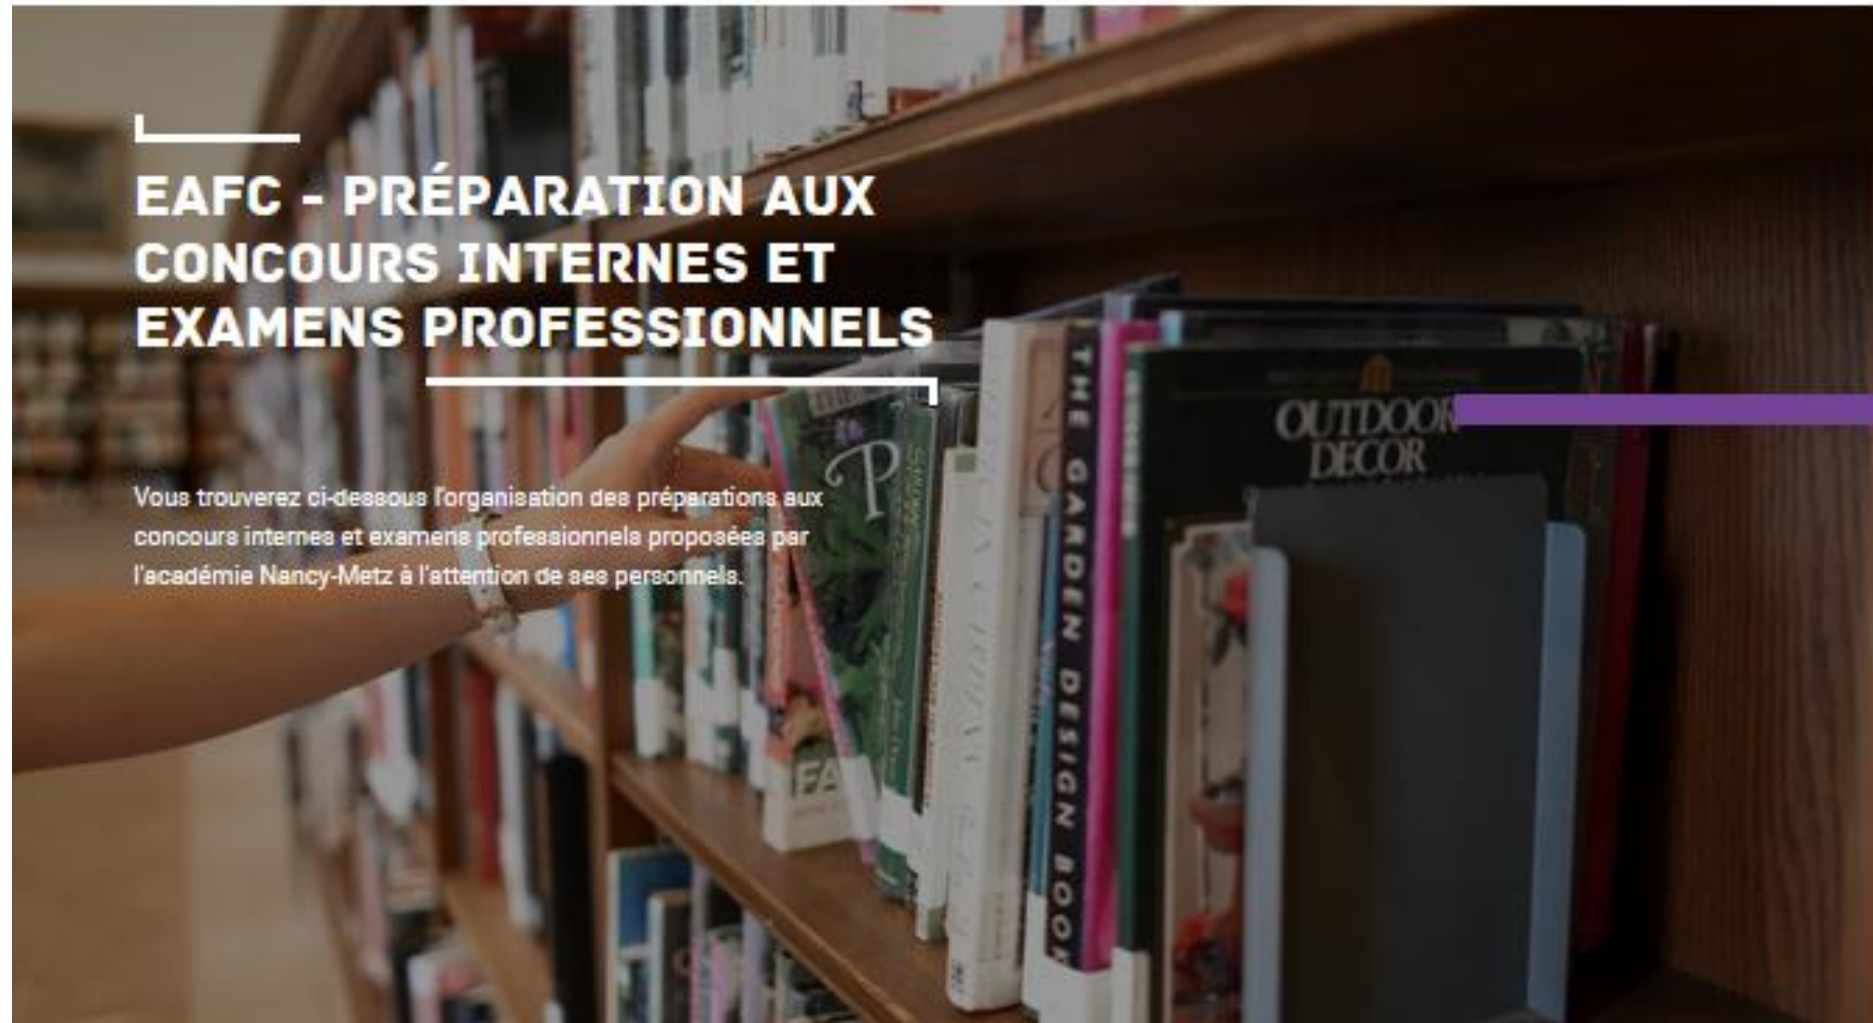 EAFC - PRÉPARATION AUX
CONCOURS INTERNES ET
EXAMENS PROFESSIONNELS
Vous trouverez ci-dessous l'organisation des préparations aux
concours internes et examens professionnels proposées par
l'académie Nancy-Metz à l'attention de ses personnels.
P
THE GARDEN DESIGN BOOK
OUTDOOR
DECOR